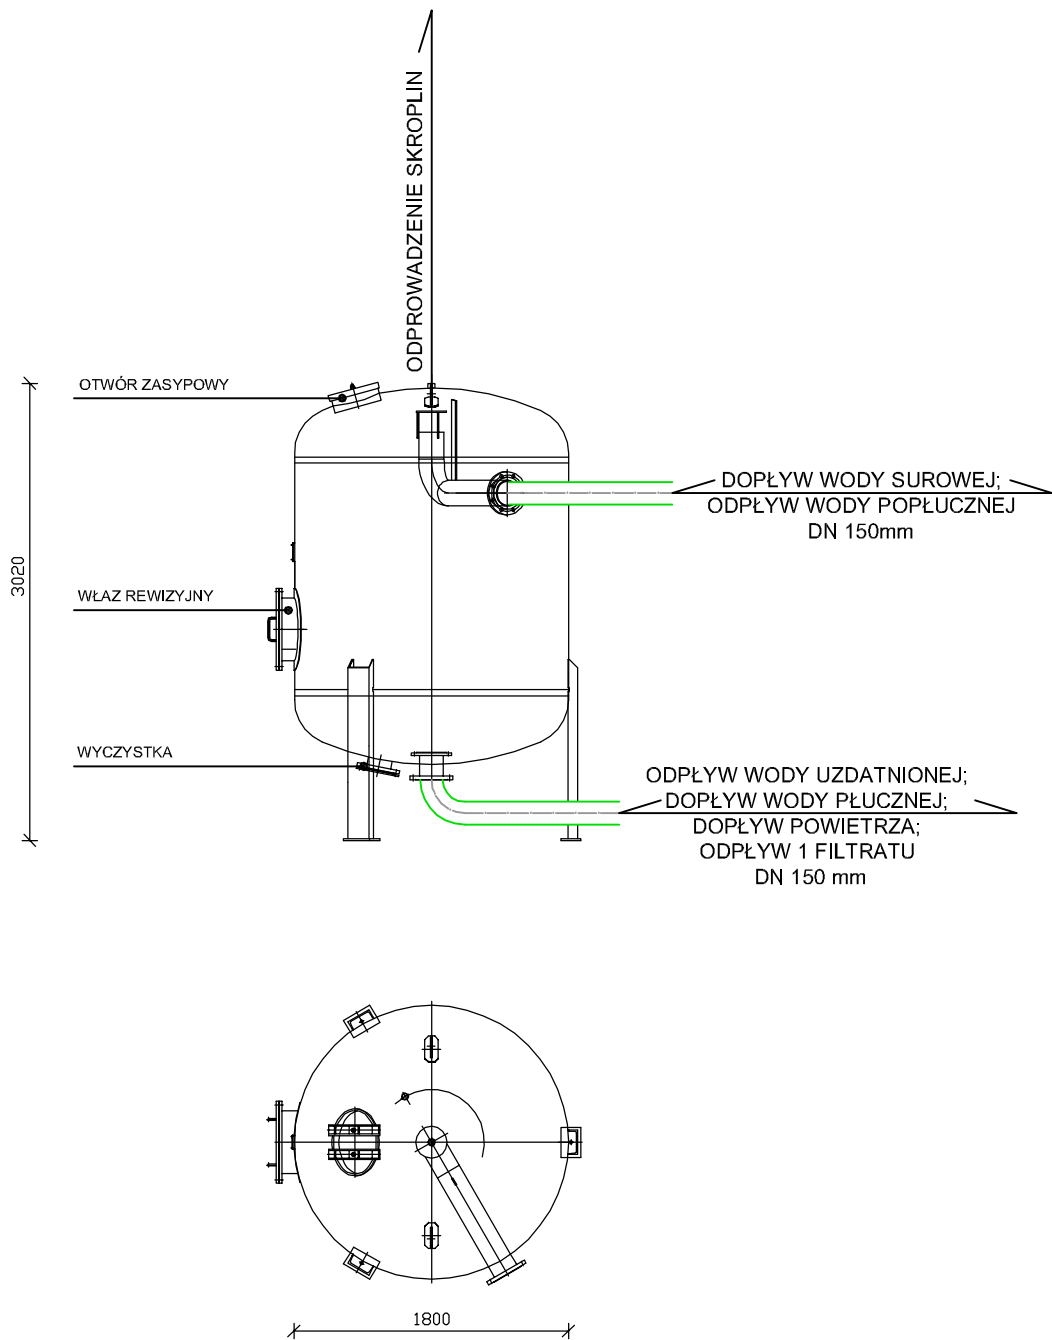 ODPROWADZENIE SKROPLIN
OTWÓR ZASYPOWY
DOPŁYW WODY SUROWEJ;
ODPŁYW WODY POPŁUCZNEJ
DN 150mm
3020
WŁAZ REWIZYJNY
WYCZYSTKA
ODPŁYW WODY UZDATNIONEJ;
DOPŁYW WODY PŁUCZNEJ;
DOPŁYW POWIETRZA;
ODPŁYW 1 FILTRATU
DN 150 mm
1800